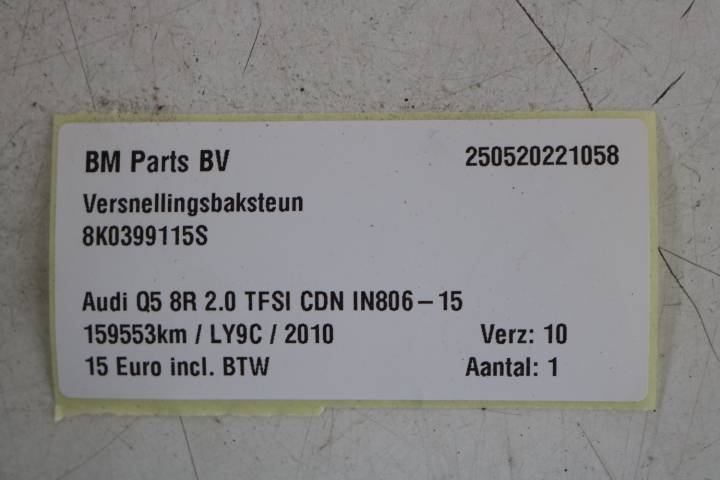 BM Parts BV 250520221058
Versnellingsbaksteun
8K0399115S
Audi Q5 8R 2.0 TFSI CDN IN806-15
159553km / LY9C / 2010 Verz: 10
15 Euro incl. BTW Aantal: 1